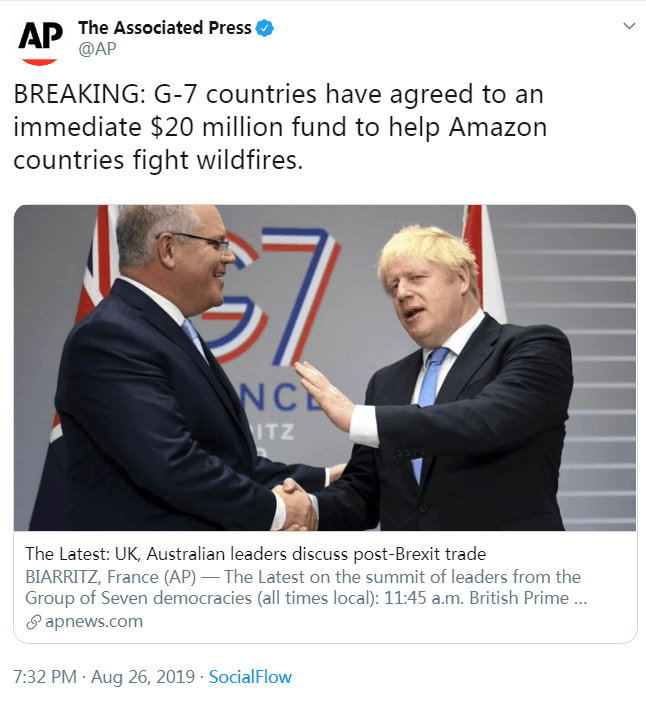 AP
The Associated Press
@AP
BREAKING: G-7 countries have agreed to an
immediate $20 million fund to help Amazon
countries fight wildfires.
G7
NCE
ITZ
The Latest: UK, Australian leaders discuss post-Brexit trade
BIARRITZ, France (AP) — The Latest on the summit of leaders from the
Group of Seven democracies (all times local): 11:45 a.m. British Prime ...
apnews.com
7:32 PM · Aug 26, 2019 · SocialFlow